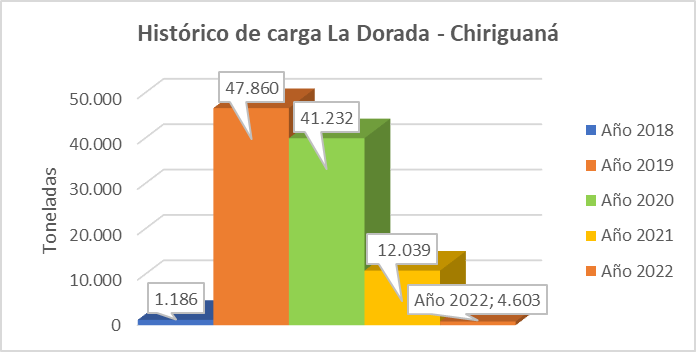 Histórico de carga La Dorada - Chiriguaná
Toneladas
50.000
40.000
30.000
20.000
10.000
0
1.186
47.860
41.232
12.039
Año 2022; 4.603
Año 2018
Año 2019
Año 2020
Año 2021
Año 2022